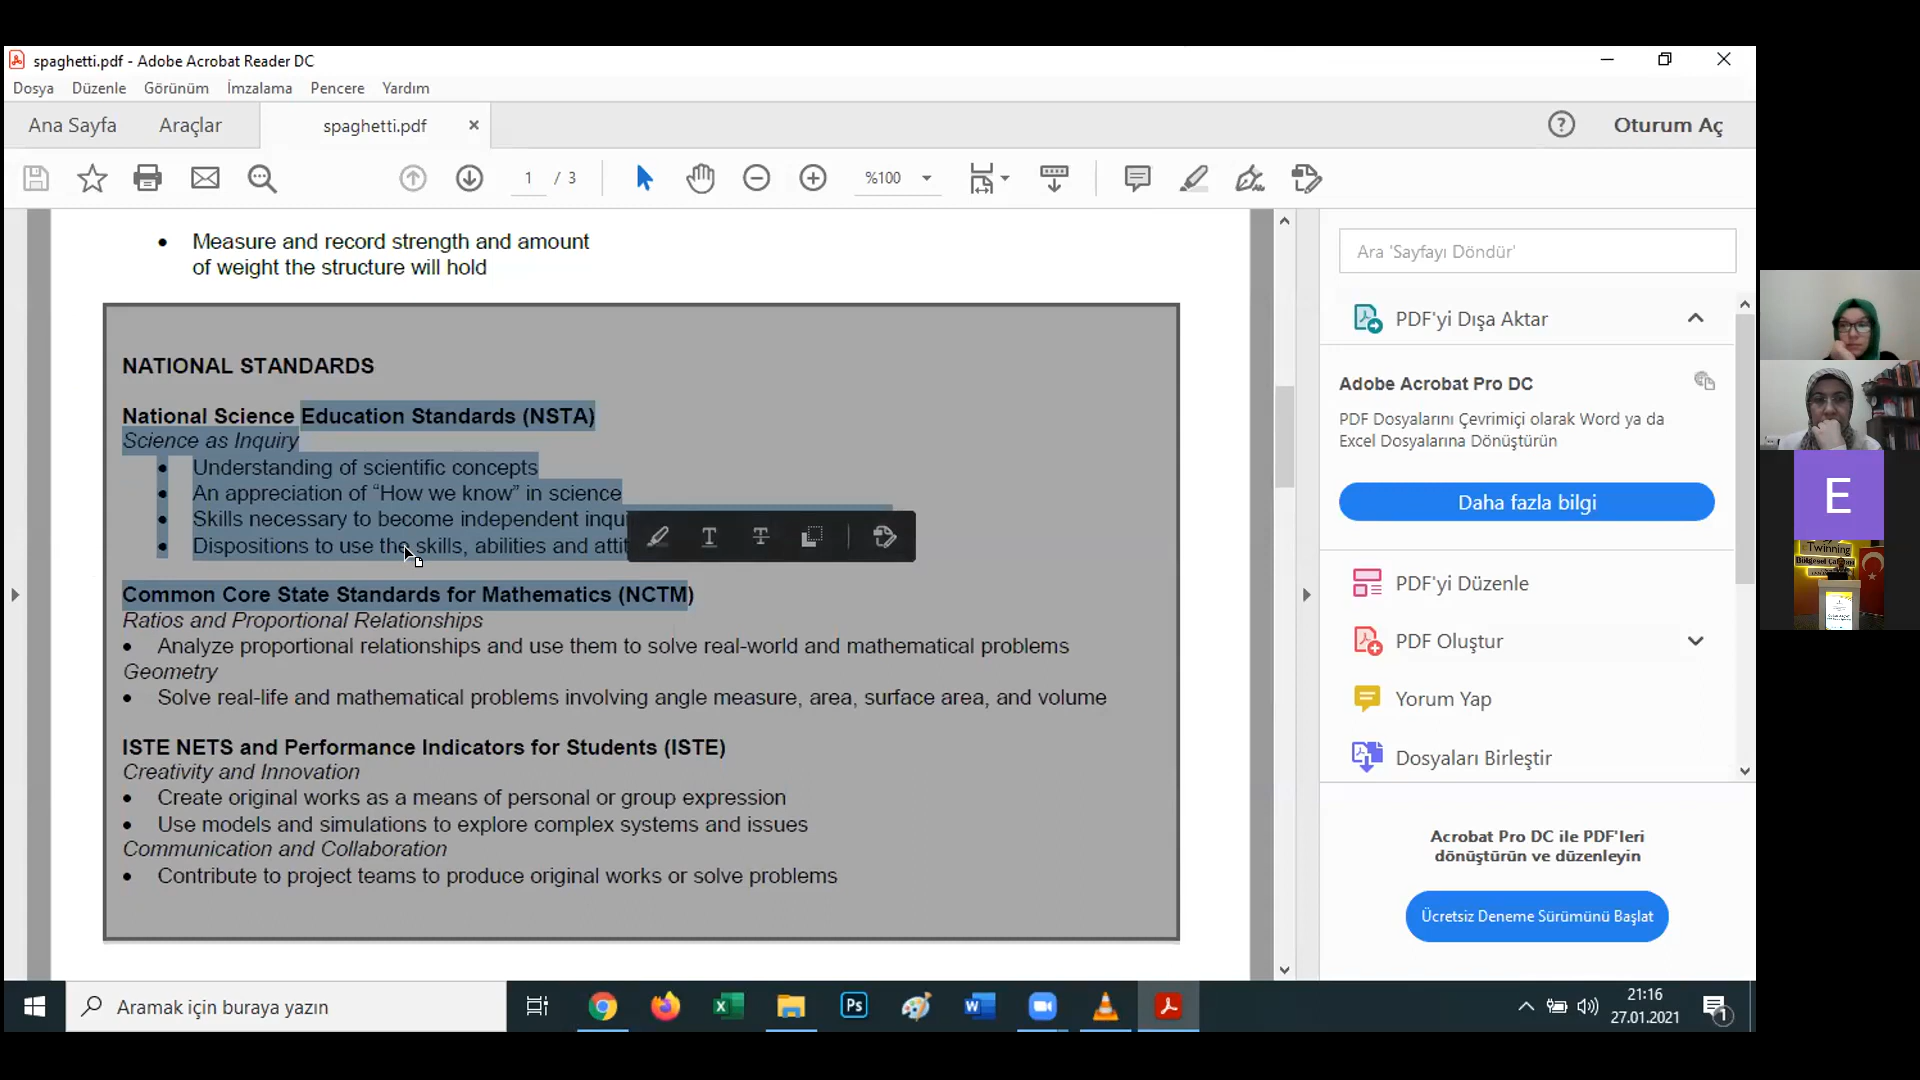 spaghetti.pdf - Adobe Acrobat Reader DC
Dosya Düzenle Görünüm İmzalama Pencere Yardım
Ana Sayfa Araçlar spaghetti.pdf Oturum Aç
1 / 3 %100
Ara 'Sayfayı Döndür'
• Measure and record strength and amount
of weight the structure will hold
NATIONAL STANDARDS
National Science Education Standards (NSTA)
Science as Inquiry
• Understanding of scientific concepts
• An appreciation of “How we know” in science
• Skills necessary to become independent inqui
• Dispositions to use the skills, abilities and atti
Common Core State Standards for Mathematics (NCTM)
Ratios and Proportional Relationships
• Analyze proportional relationships and use them to solve real-world and mathematical problems
Geometry
• Solve real-life and mathematical problems involving angle measure, area, surface area, and volume
ISTE NETS and Performance Indicators for Students (ISTE)
Creativity and Innovation
• Create original works as a means of personal or group expression
• Use models and simulations to explore complex systems and issues
Communication and Collaboration
• Contribute to project teams to produce original works or solve problems
PDF'yi Dışa Aktar
Adobe Acrobat Pro DC
PDF Dosyalarını Çevrimiçi olarak Word ya da
Excel Dosyalarına Dönüştürün
Daha fazla bilgi
PDF'yi Düzenle
PDF Oluştur
Yorum Yap
Dosyaları Birleştir
Acrobat Pro DC ile PDF'leri
dönüştürün ve düzenleyin
Ücretsiz Deneme Sürümünü Başlat
E
Twinning
Aramak için buraya yazın
Ps
21:16
27.01.2021
1